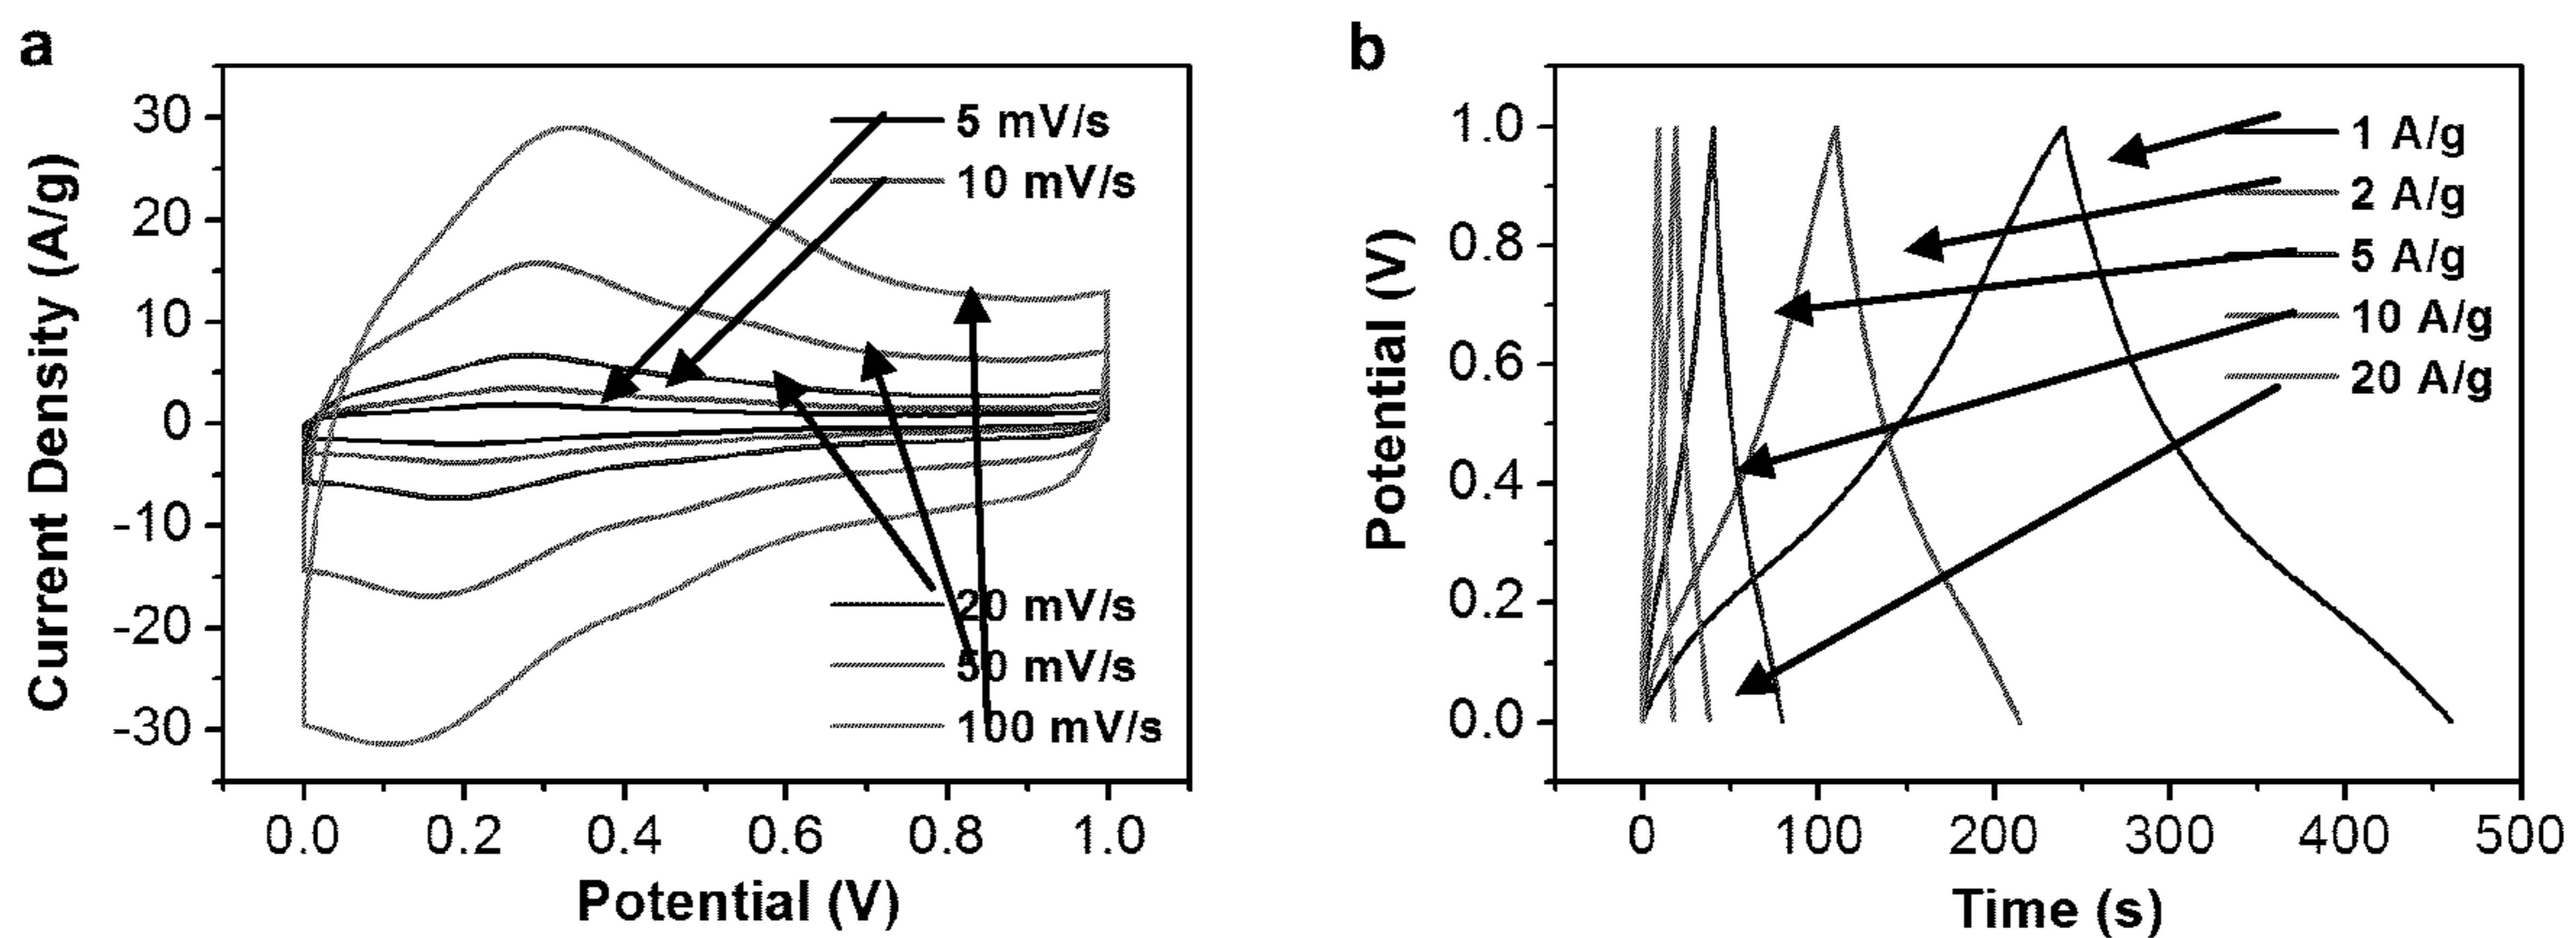 a
30
20
10
0
-10
-20
-30
Current Density (A/g)
5 mV/s
10 mV/s
20 mV/s
50 mV/s
100 mV/s
0.0 0.2 0.4 0.6 0.8 1.0
Potential (V)
b
1.0
0.8
0.6
0.4
0.2
0.0
Potential (V)
1 A/g
2 A/g
5 A/g
10 A/g
20 A/g
0 100 200 300 400 500
Time (s)